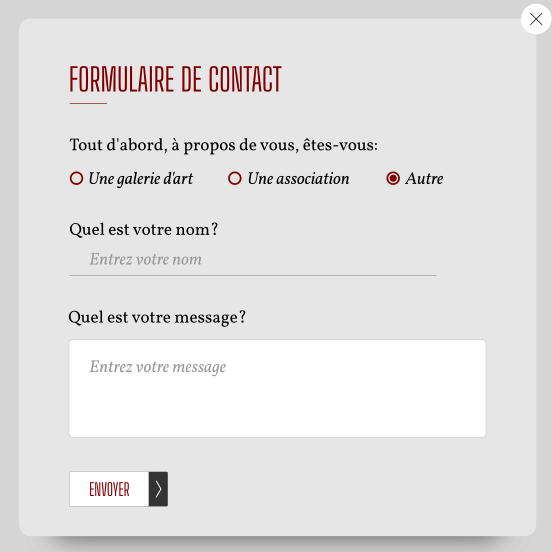 FORMULAIRE DE CONTACT
Tout d'abord, à propos de vous, êtes-vous:
Une galerie d'art Une association Autre
Quel est votre nom?
Entrez votre nom
Quel est votre message?
Entrez votre message
ENVOYER